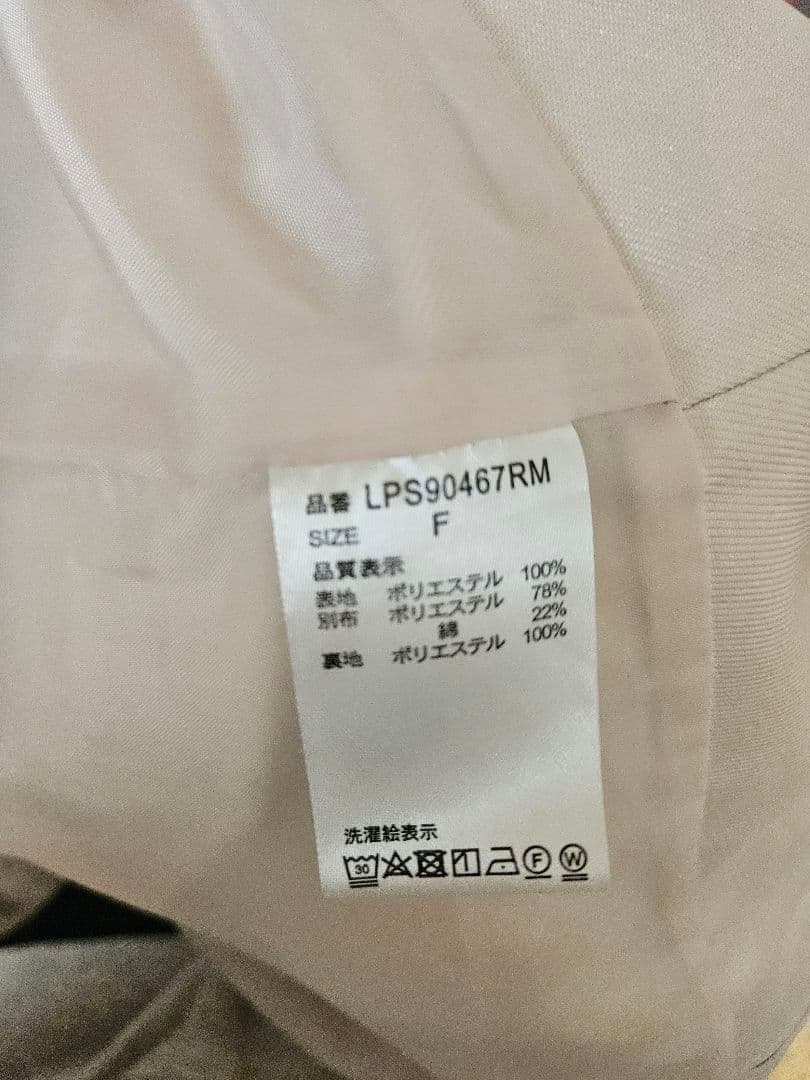 品番 LPS90467RM
SIZE F
品質表示
表地 ポリエステル 100%
別布 ポリエステル 78%
綿 22%
裏地 ポリエステル 100%
洗濯絵表示
30 F W